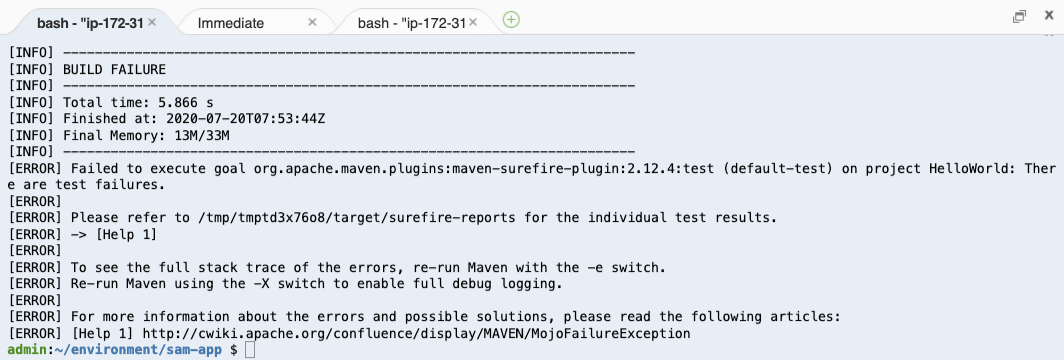 bash - "ip-172-31 × Immediate × bash - "ip-172-31 ×
[INFO] ------------------------------------------------------------------------
[INFO] BUILD FAILURE
[INFO] ------------------------------------------------------------------------
[INFO] Total time: 5.866 s
[INFO] Finished at: 2020-07-20T07:53:44Z
[INFO] Final Memory: 13M/33M
[INFO] ------------------------------------------------------------------------
[ERROR] Failed to execute goal org.apache.maven.plugins:maven-surefire-plugin:2.12.4:test (default-test) on project HelloWorld: Ther
e are test failures.
[ERROR]
[ERROR] Please refer to /tmp/tmptd3x76o8/target/surefire-reports for the individual test results.
[ERROR] -> [Help 1]
[ERROR]
[ERROR] To see the full stack trace of the errors, re-run Maven with the -e switch.
[ERROR] Re-run Maven using the -X switch to enable full debug logging.
[ERROR]
[ERROR] For more information about the errors and possible solutions, please read the following articles:
[ERROR] [Help 1] http://cwiki.apache.org/confluence/display/MAVEN/MojoFailureException
admin:~/environment/sam-app $